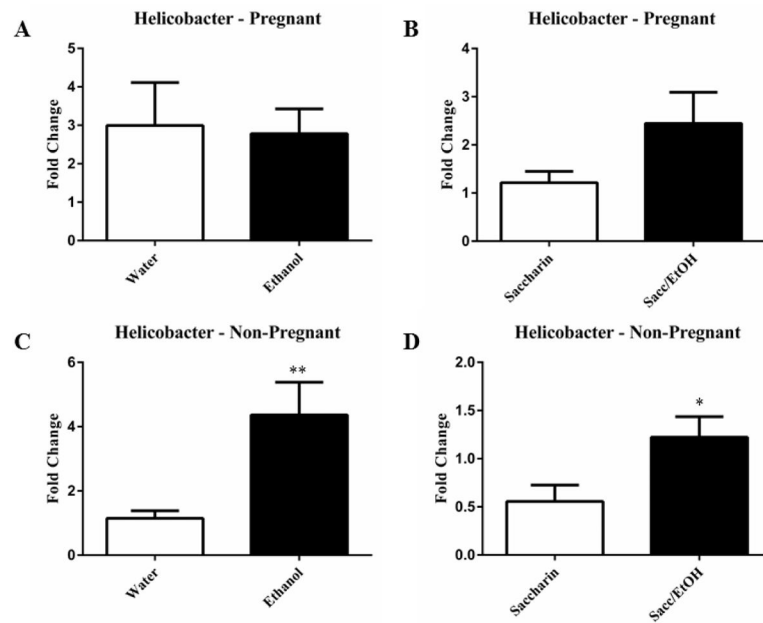 A
Helicobacter - Pregnant
Fold Change
5
4
3
2
1
0
Water
Ethanol
B
Helicobacter - Pregnant
Fold Change
4
3
2
1
0
Saccharin
Sacc/EtOH
C
Helicobacter - Non-Pregnant
Fold Change
6
4
2
0
**
Water
Ethanol
D
Helicobacter - Non-Pregnant
Fold Change
2.0
1.5
1.0
0.5
0.0
*
Saccharin
Sacc/EtOH